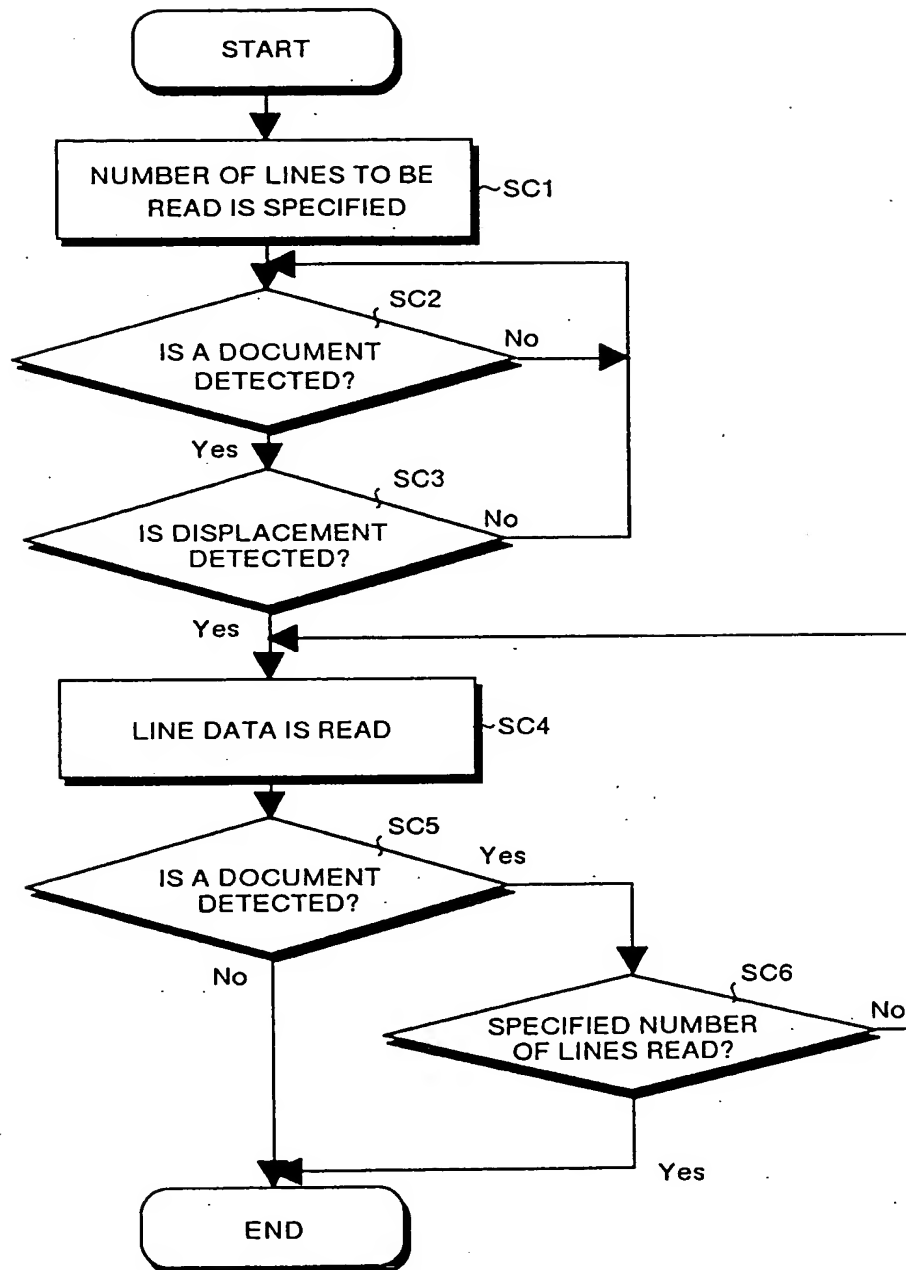 START
NUMBER OF LINES TO BE
READ IS SPECIFIED
SC1
SC2
IS A DOCUMENT
DETECTED?
No
Yes
SC3
IS DISPLACEMENT
DETECTED?
No
Yes
LINE DATA IS READ
SC4
SC5
IS A DOCUMENT
DETECTED?
Yes
No
SC6
SPECIFIED NUMBER
OF LINES READ?
No
Yes
END